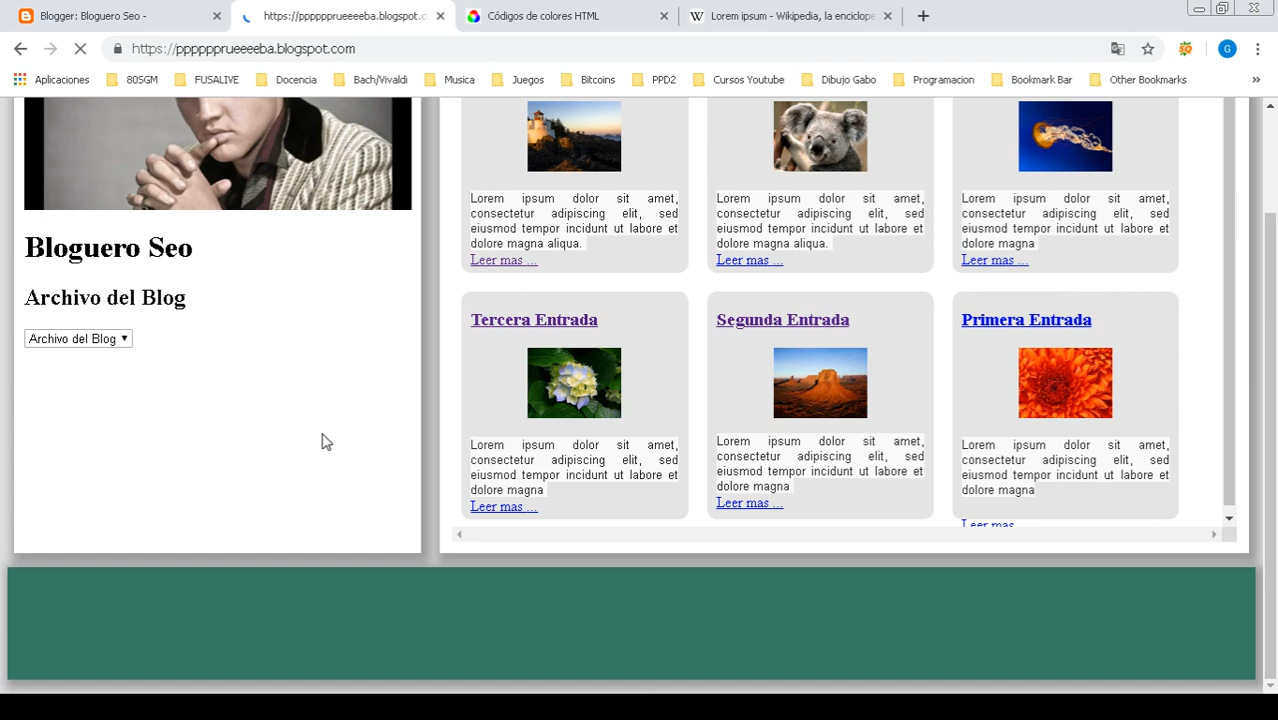 Blogger: Bloguero Seo -
https://ppppppprueeeeba.blogspot.c
Códigos de colores HTML
Lorem ipsum - Wikipedia, la enciclope
https://ppppppprueeeeba.blogspot.com
G
Aplicaciones
80SGM
FUSALIVE
Docencia
Bach/Vivaldi
Musica
Juegos
Bitcoins
PPD2
Cursos Youtube
Dibujo Gabo
Programacion
Bookmark Bar
Other Bookmarks
»
Bloguero Seo
Archivo del Blog
Archivo del Blog
Lorem ipsum dolor sit amet,
consectetur adipiscing elit, sed
eiusmod tempor incidunt ut labore et
dolore magna aliqua.
Leer mas ...
Lorem ipsum dolor sit amet,
consectetur adipiscing elit, sed
eiusmod tempor incidunt ut labore et
dolore magna aliqua.
Leer mas ...
Lorem ipsum dolor sit amet,
consectetur adipiscing elit, sed
eiusmod tempor incidunt ut labore et
dolore magna
Leer mas ...
Tercera Entrada
Lorem ipsum dolor sit amet,
consectetur adipiscing elit, sed
eiusmod tempor incidunt ut labore et
dolore magna
Leer mas ...
Segunda Entrada
Lorem ipsum dolor sit amet,
consectetur adipiscing elit, sed
eiusmod tempor incidunt ut labore et
dolore magna
Leer mas ...
Primera Entrada
Lorem ipsum dolor sit amet,
consectetur adipiscing elit, sed
eiusmod tempor incidunt ut labore et
dolore magna
Leer mas